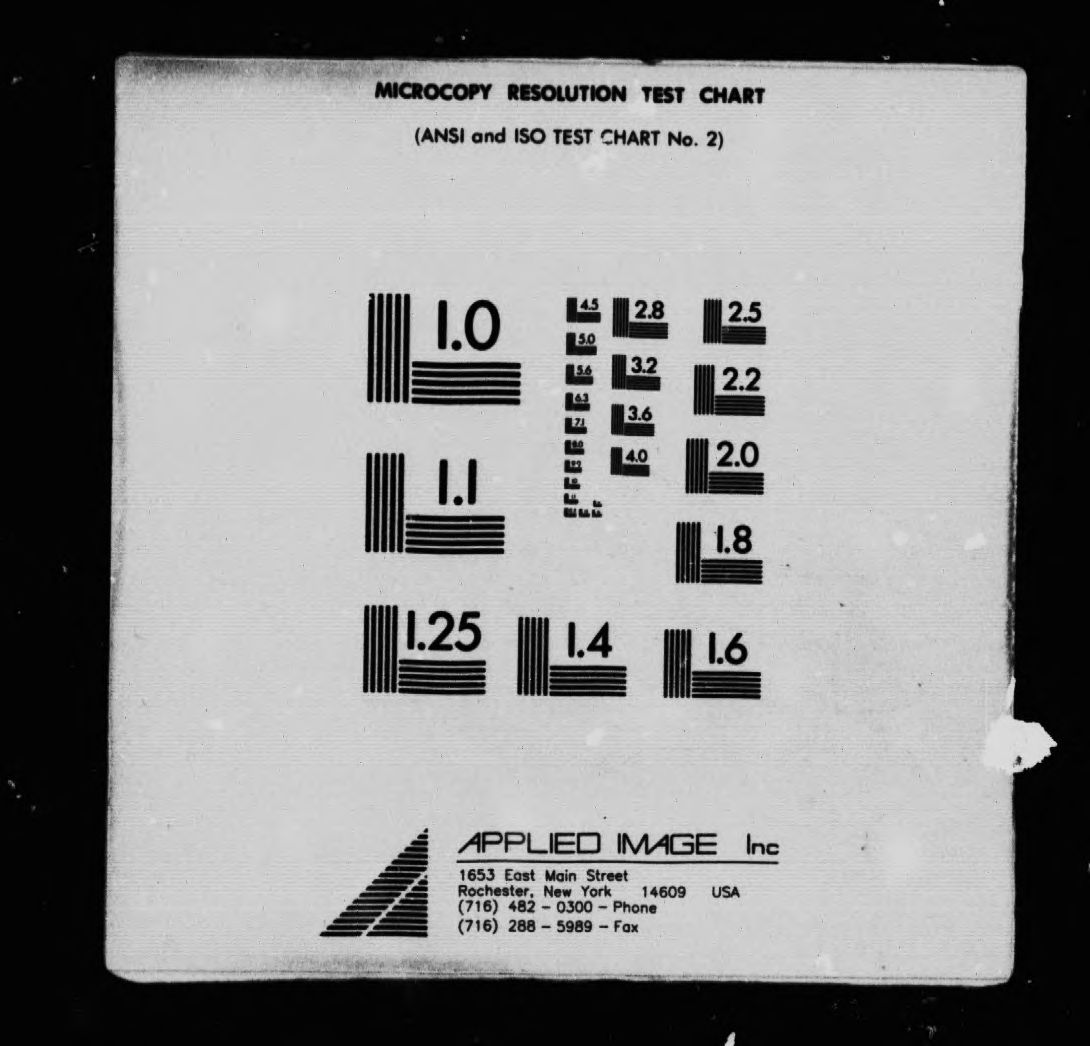 MICROCOPY RESOLUTION TEST CHART
(ANSI and ISO TEST CHART No. 2)
1.0
4.5 2.8 2.5
5.0
5.6 3.2 2.2
6.3
7.1 3.6
8.0
4.0 2.0
1.1
1.8
1.25 1.4 1.6
APPLIED IMAGE Inc
1653 East Main Street
Rochester, New York 14609 USA
(716) 482 - 0300 - Phone
(716) 288 - 5989 - Fax